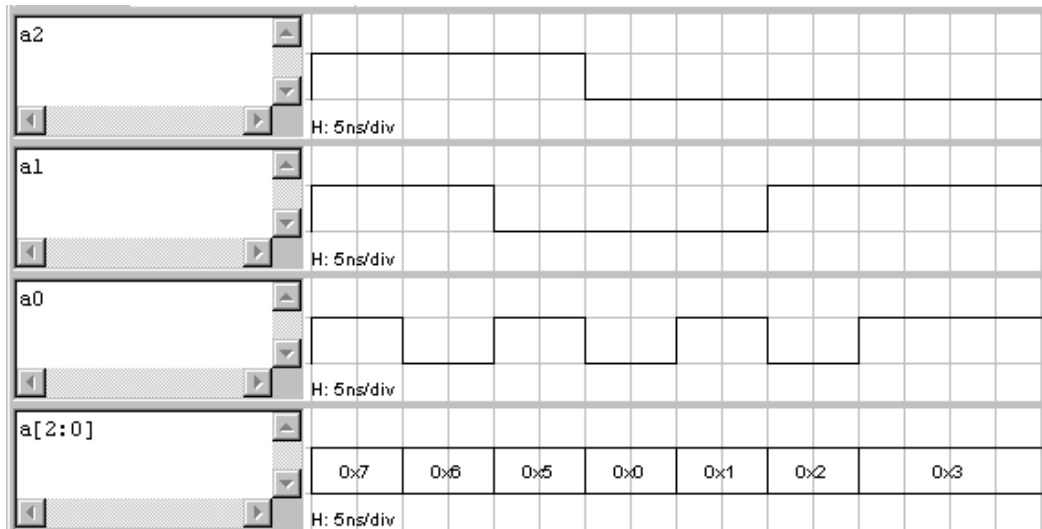 a2
H: 5ns/div
a1
H: 5ns/div
a0
H: 5ns/div
a[2:0]
0x7 0x6 0x5 0x0 0x1 0x2 0x3
H: 5ns/div